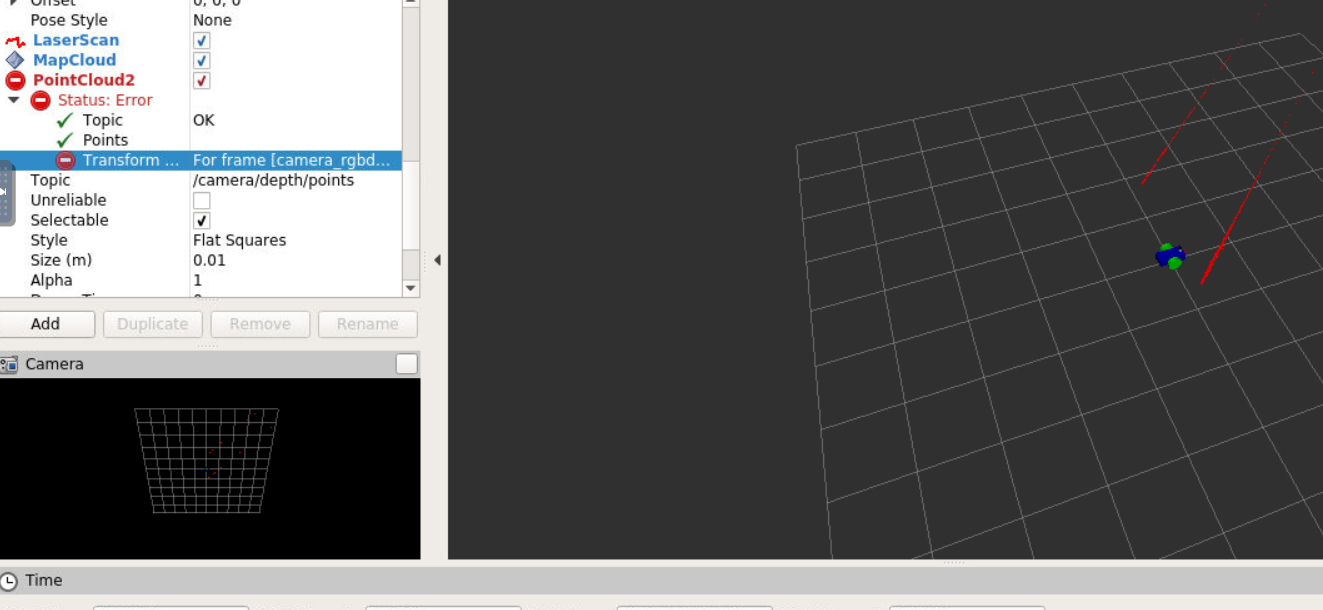 Offset 0; 0; 0
Pose Style None
LaserScan
MapCloud
PointCloud2
Status: Error
Topic OK
Points
Transform ... For frame [camera_rgbd...
Topic /camera/depth/points
Unreliable
Selectable
Style Flat Squares
Size (m) 0.01
Alpha 1
Add Duplicate Remove Rename
Camera
Time